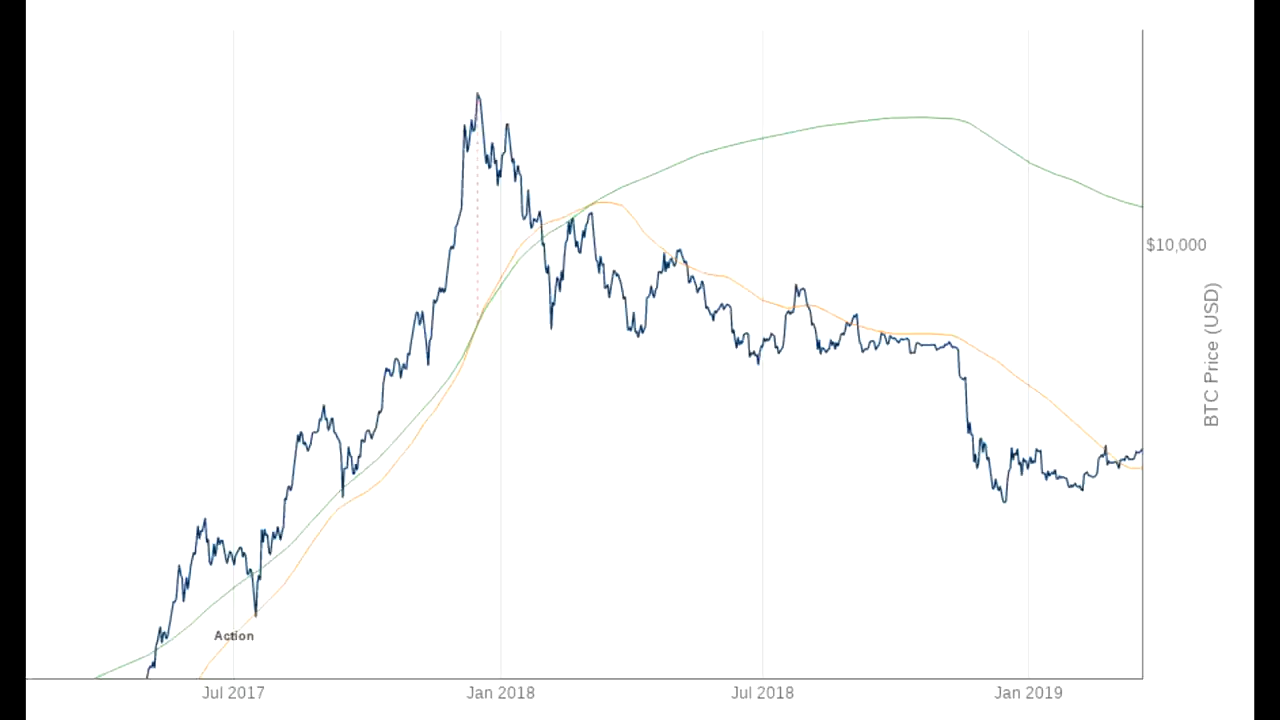 $10,000
BTC Price (USD)
Action
Jul 2017
Jan 2018
Jul 2018
Jan 2019